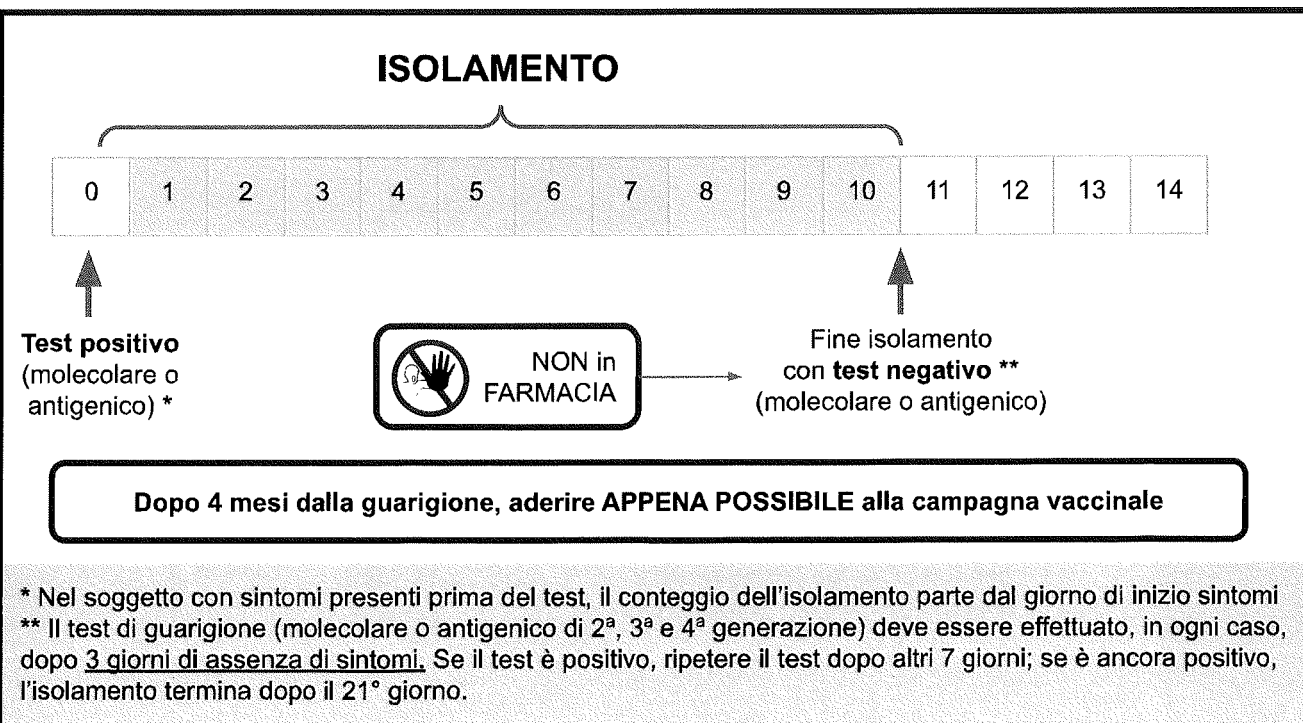 ISOLAMENTO
0 1 2 3 4 5 6 7 8 9 10 11 12 13 14
Test positivo
(molecolare o
antigenico) *
NON in
FARMACIA
Fine isolamento
con test negativo **
(molecolare o antigenico)
Dopo 4 mesi dalla guarigione, aderire APPENA POSSIBILE alla campagna vaccinale
* Nel soggetto con sintomi presenti prima del test, il conteggio dell'isolamento parte dal giorno di inizio sintomi
** Il test di guarigione (molecolare o antigenico di 2ª, 3ª e 4ª generazione) deve essere effettuato, in ogni caso,
dopo 3 giorni di assenza di sintomi. Se il test è positivo, ripetere il test dopo altri 7 giorni; se è ancora positivo,
l'isolamento termina dopo il 21° giorno.